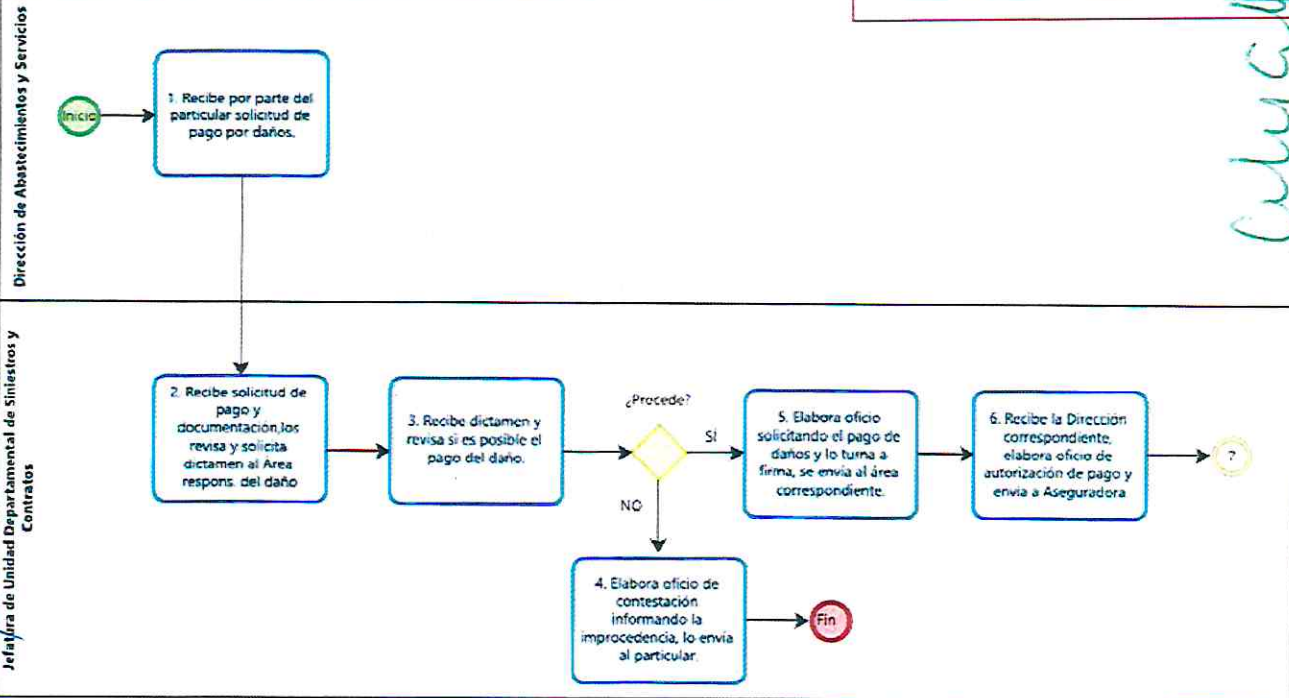 Dirección de Abastecimientos y Servicios
Inicio
1. Recibe por parte del
particular solicitud de
pago por daños.
Jefatura de Unidad Departamental de Siniestros y
Contratos
2. Recibe solicitud de
pago y
documentación,los
revisa y solicita
dictamen al Área
respons. del daño
3. Recibe dictamen y
revisa si es posible el
pago del daño.
¿Procede?
SÍ
NO
5. Elabora oficio
solicitando el pago de
daños y lo turna a
firma, se envía al área
correspondiente.
6. Recibe la Dirección
correspondiente,
elabora oficio de
autorización de pago y
envía a Aseguradora
?
4. Elabora oficio de
contestación
informando la
improcedencia, lo envía
al particular.
Fin